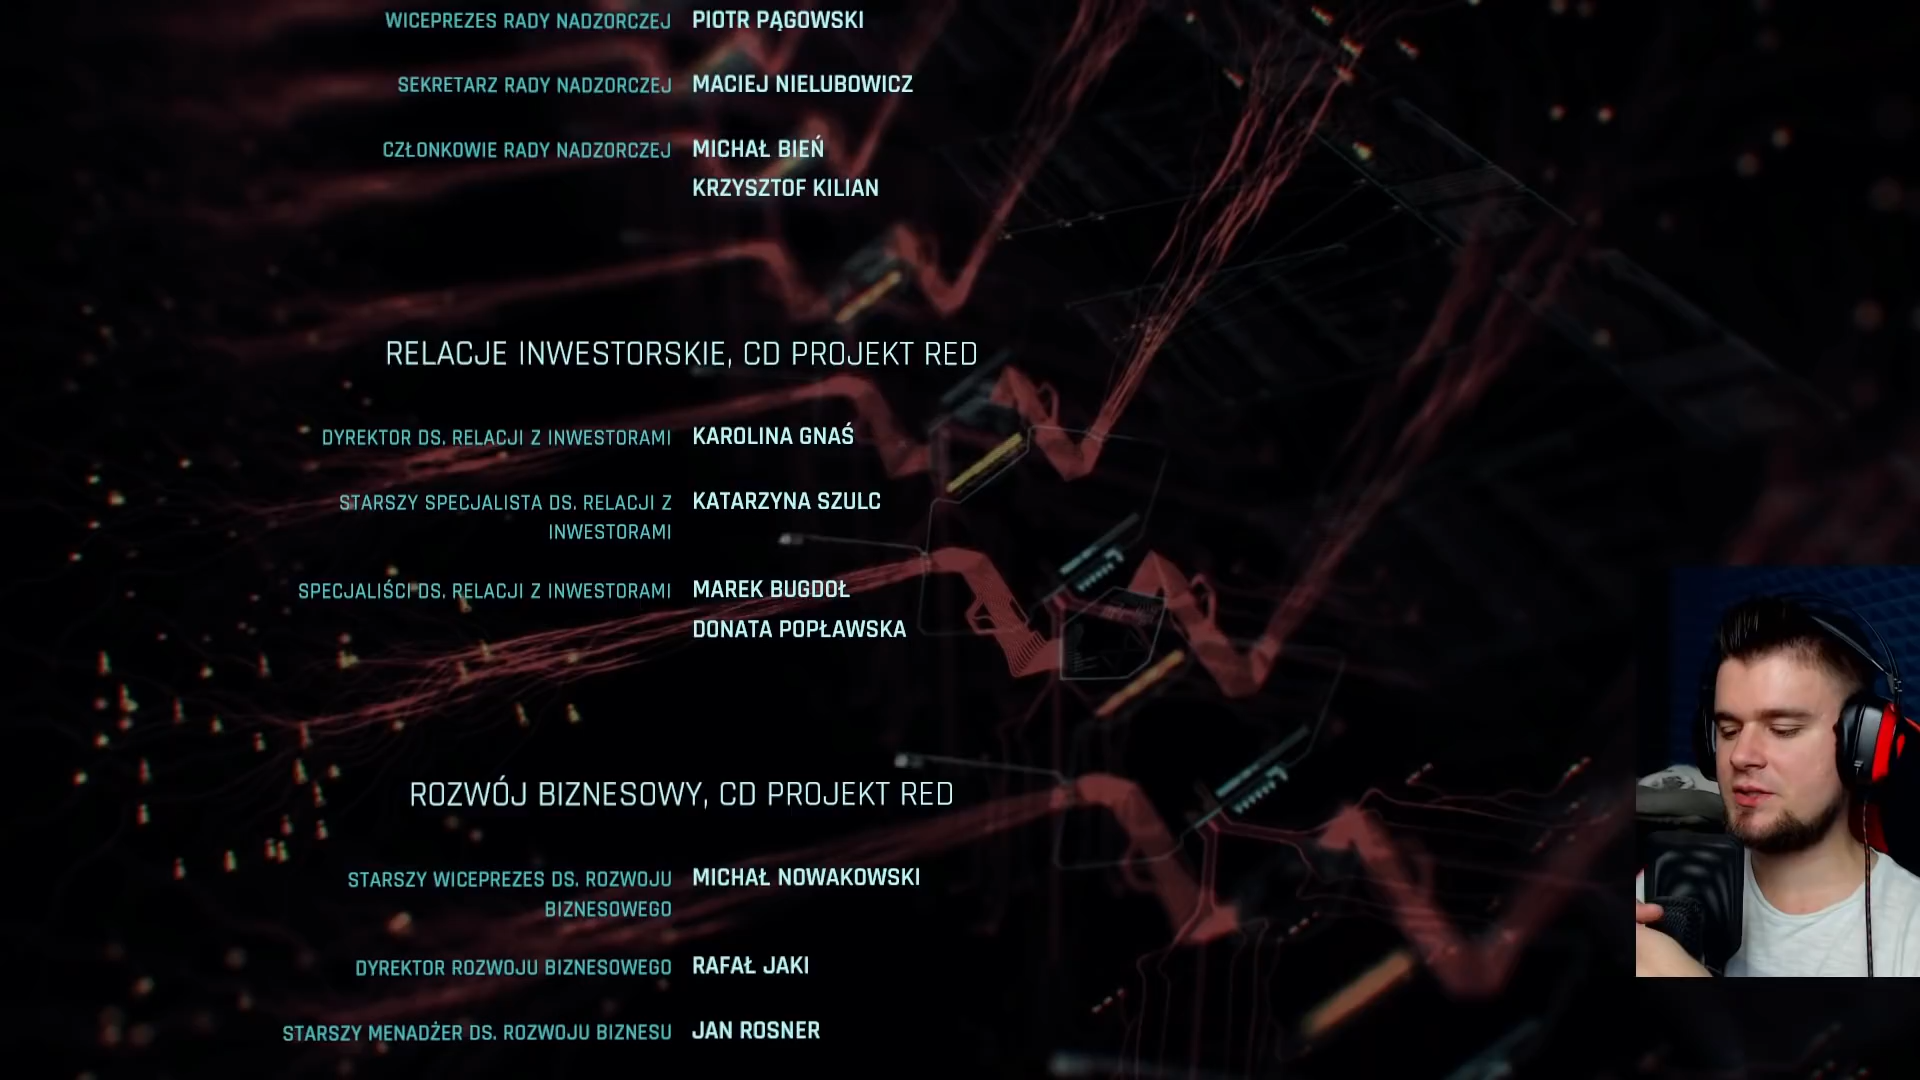 WICEPREZES RADY NADZORCZEJ PIOTR PĄGOWSKI
SEKRETARZ RADY NADZORCZEJ MACIEJ NIELUBOWICZ
CZŁONKOWIE RADY NADZORCZEJ MICHAŁ BIEŃ
KRZYSZTOF KILIAN
RELACJE INWESTORSKIE, CD PROJEKT RED
DYREKTOR DS. RELACJI Z INWESTORAMI KAROLINA GNAŚ
STARSZY SPECJALISTA DS. RELACJI Z KATARZYNA SZULC
INWESTORAMI
SPECJALIŚCI DS. RELACJI Z INWESTORAMI MAREK BUGDOŁ
DONATA POPŁAWSKA
ROZWÓJ BIZNESOWY, CD PROJEKT RED
STARSZY WICEPREZES DS. ROZWOJU MICHAŁ NOWAKOWSKI
BIZNESOWEGO
DYREKTOR ROZWOJU BIZNESOWEGO RAFAŁ JAKI
STARSZY MENADŻER DS. ROZWOJU BIZNESU JAN ROSNER